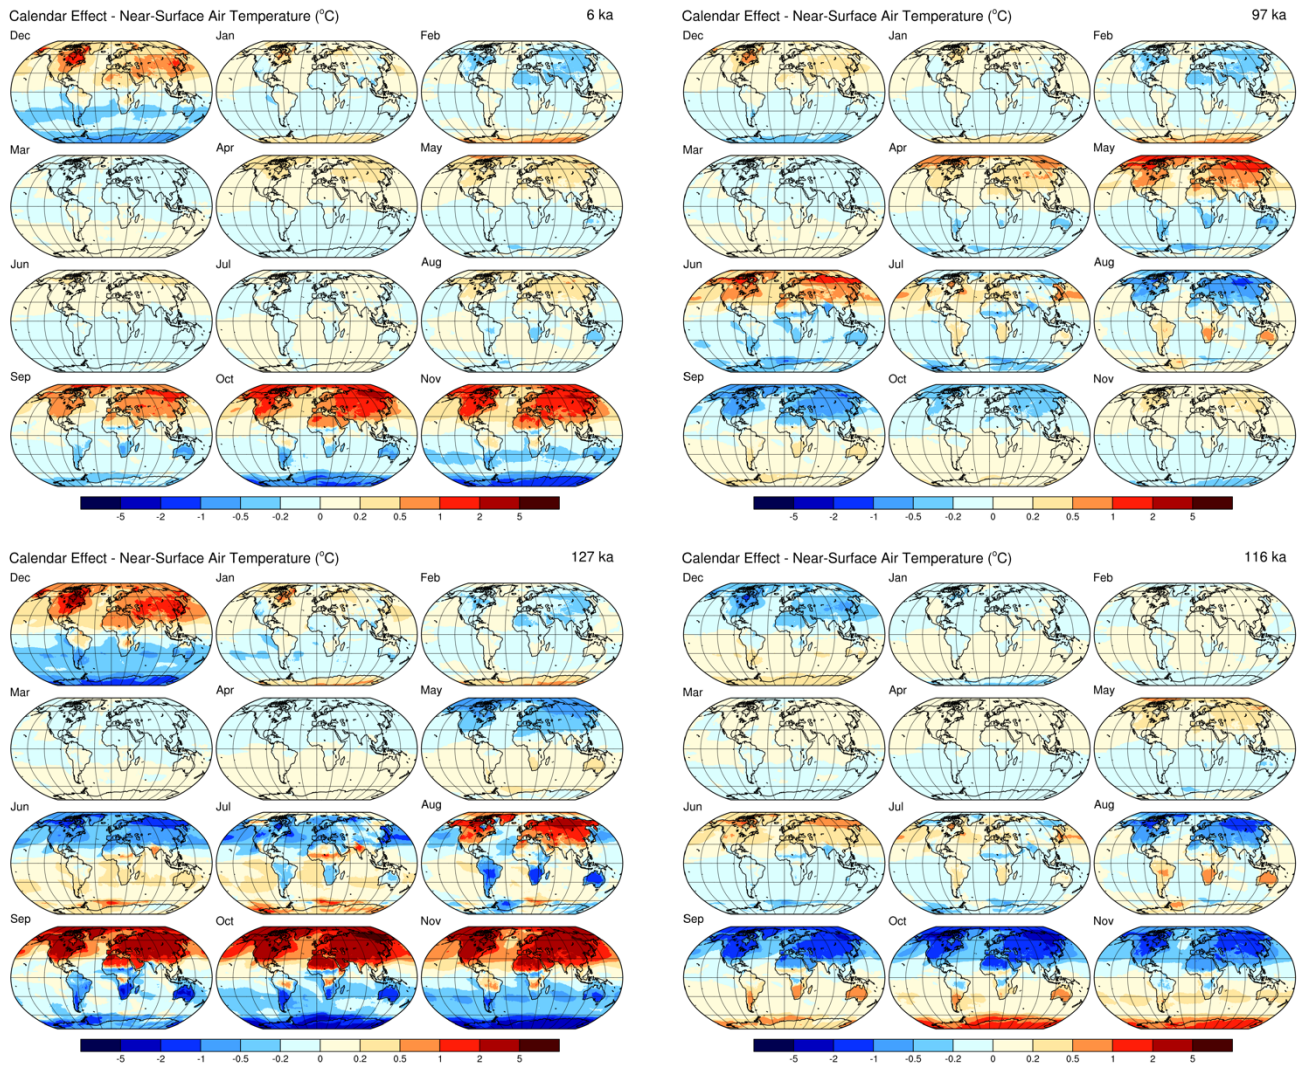 Calendar Effect - Near-Surface Air Temperature (°C) 6 ka
Dec Jan Feb
Mar Apr May
Jun Jul Aug
Sep Oct Nov
-5 -2 -1 -0.5 -0.2 0 0.2 0.5 1 2 5
Calendar Effect - Near-Surface Air Temperature (°C) 97 ka
Dec Jan Feb
Mar Apr May
Jun Jul Aug
Sep Oct Nov
-5 -2 -1 -0.5 -0.2 0 0.2 0.5 1 2 5
Calendar Effect - Near-Surface Air Temperature (°C) 127 ka
Dec Jan Feb
Mar Apr May
Jun Jul Aug
Sep Oct Nov
-5 -2 -1 -0.5 -0.2 0 0.2 0.5 1 2 5
Calendar Effect - Near-Surface Air Temperature (°C) 116 ka
Dec Jan Feb
Mar Apr May
Jun Jul Aug
Sep Oct Nov
-5 -2 -1 -0.5 -0.2 0 0.2 0.5 1 2 5